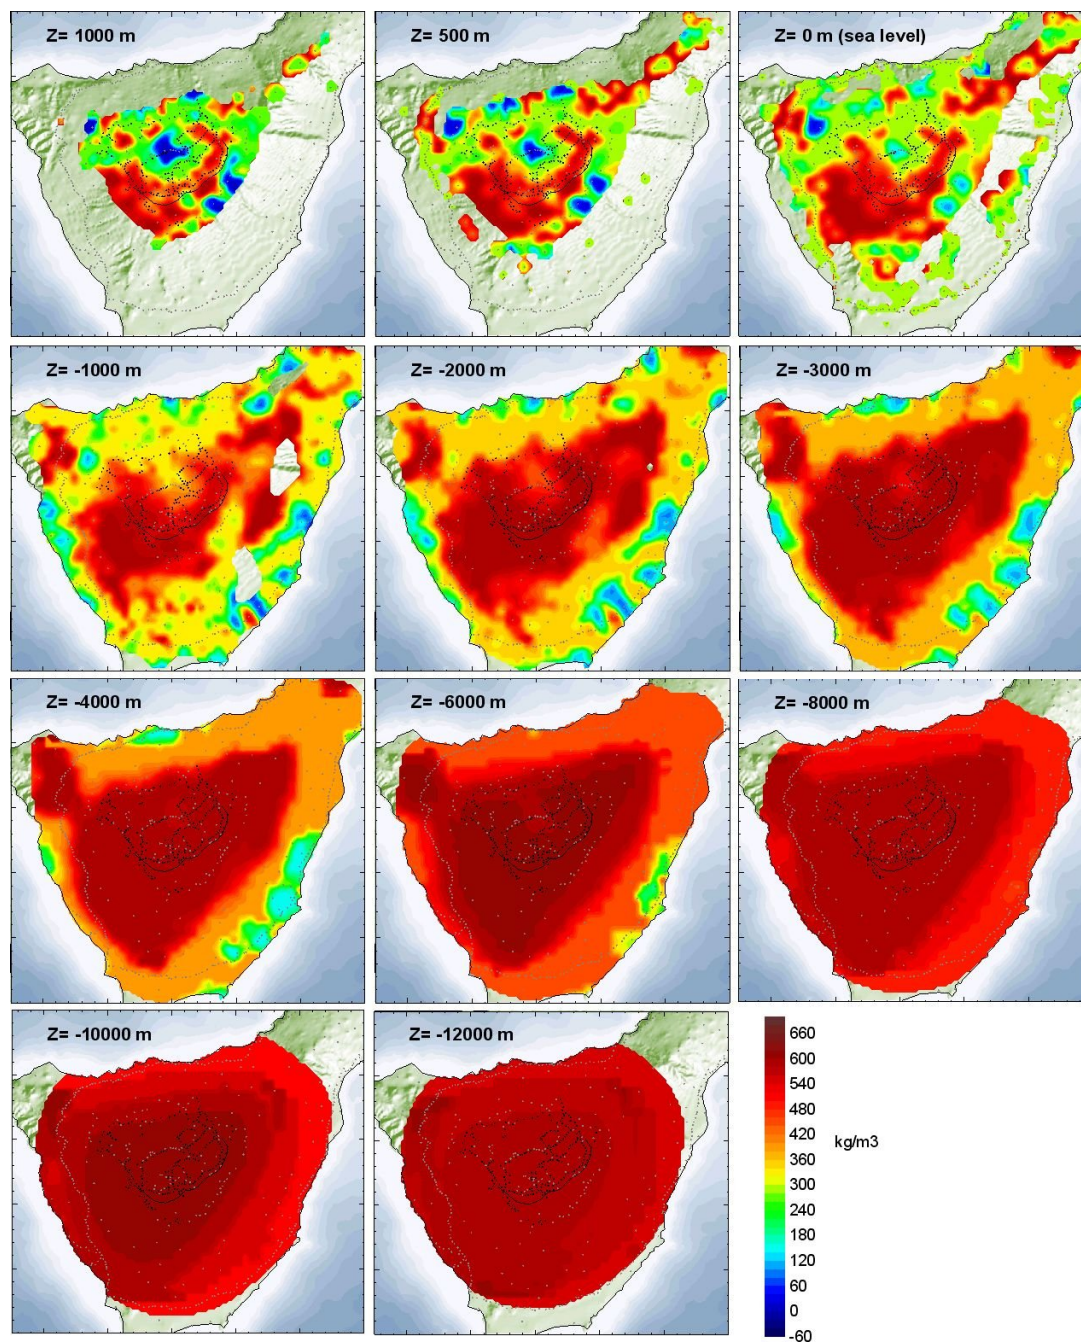 Z= 1000 m
Z= 500 m
Z= 0 m (sea level)
Z= -1000 m
Z= -2000 m
Z= -3000 m
Z= -4000 m
Z= -6000 m
Z= -8000 m
Z= -10000 m
Z= -12000 m
660
600
540
480
420
360
300
240
180
120
60
0
-60
kg/m3